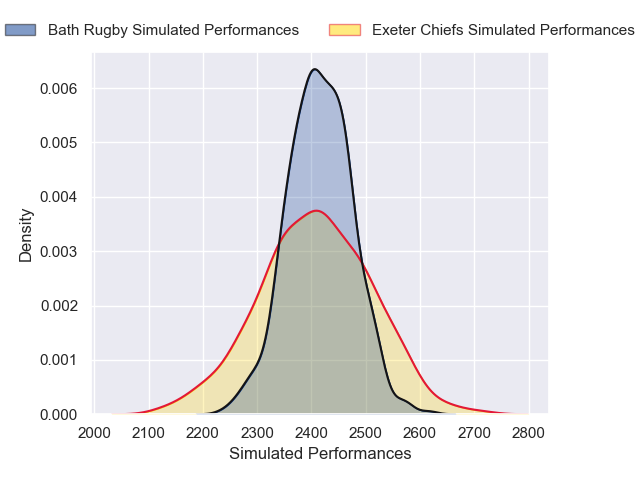 Bath Rugby Simulated Performances Exeter Chiefs Simulated Performances
0.006
0.005
0.004
0.003
0.002
0.001
0.000
Density
2000 2100 2200 2300 2400 2500 2600 2700 2800
Simulated Performances